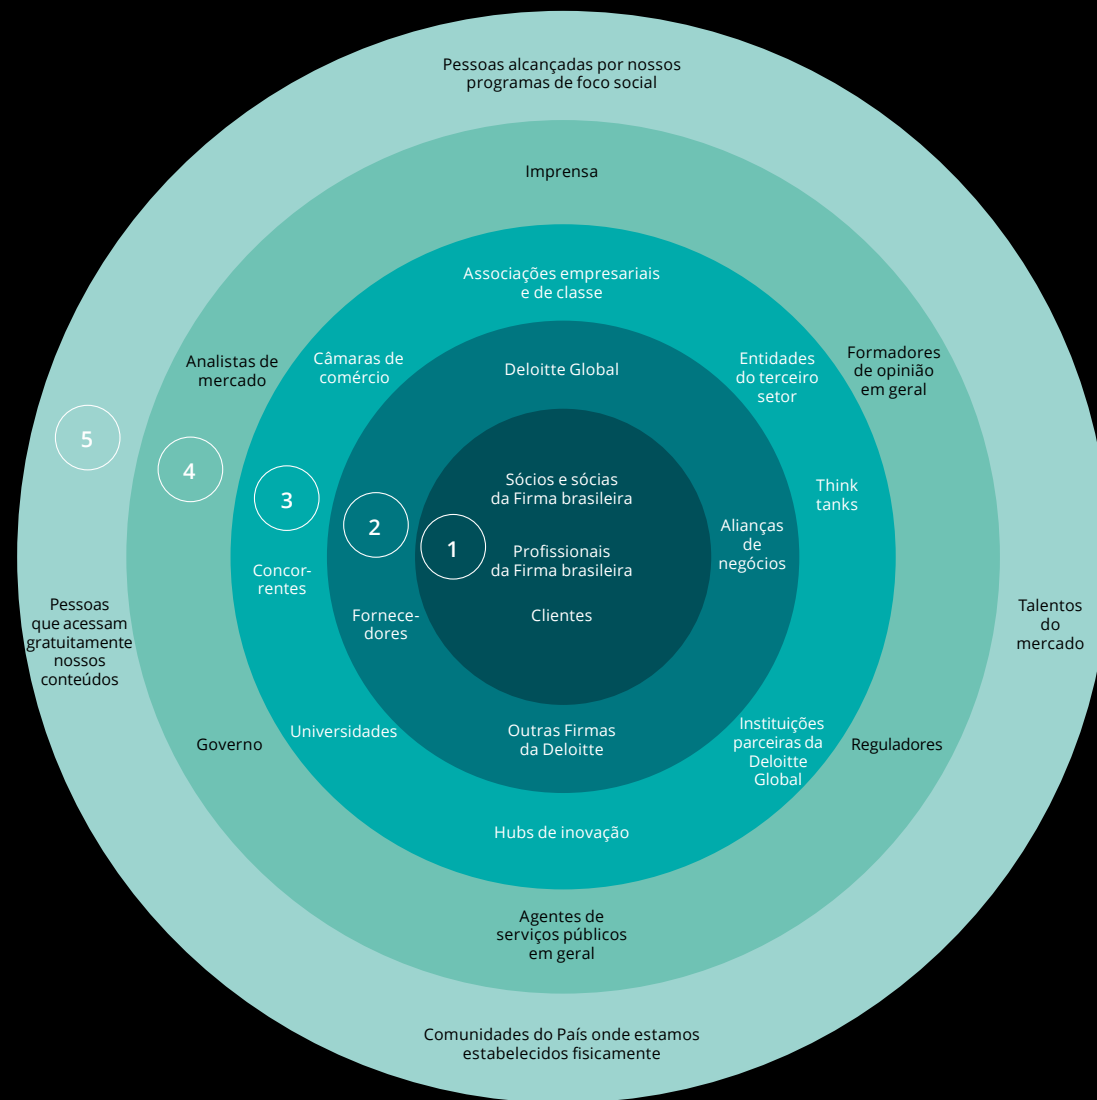 Pessoas alcançadas por nossos
programas de foco social
Imprensa
Associações empresariais
e de classe
Analistas de
mercado
Câmaras de
comércio
Deloitte Global
Entidades
do terceiro
setor
Formadores
de opinião
em geral
5
4
3
2
1
Sócios e sócias
da Firma brasileira
Profissionais
da Firma brasileira
Clientes
Alianças
de
negócios
Think
tanks
Concor-
rentes
Fornece-
dores
Pessoas
que acessam
gratuitamente
nossos
conteúdos
Talentos
do
mercado
Governo
Universidades
Outras Firmas
da Deloitte
Instituições
parceiras da
Deloitte
Global
Reguladores
Hubs de inovação
Agentes de
serviços públicos
em geral
Comunidades do País onde estamos
estabelecidos fisicamente